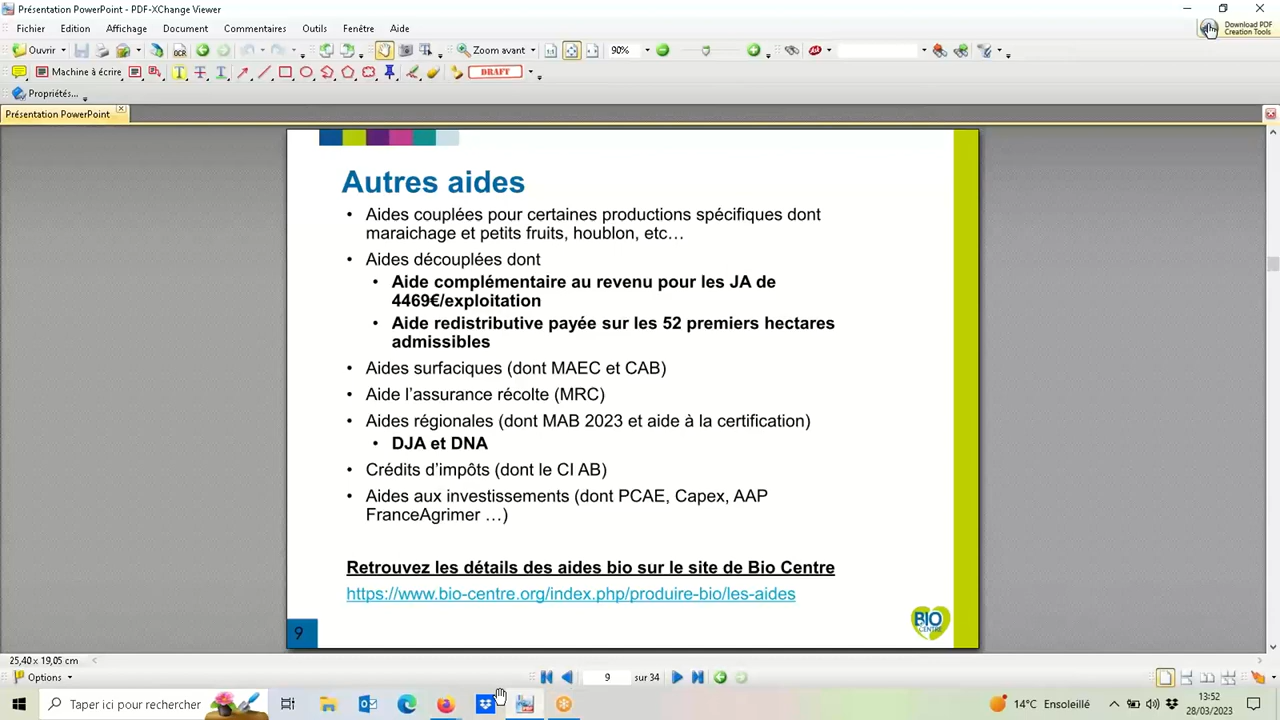 Présentation PowerPoint - PDF-XChange Viewer
Fichier Edition Affichage Document Commentaires Outils Fenêtre Aide
Download PDF
Creation Tools
Ouvrir OCR Zoom avant 90%
Machine à écrire DRAFT
Propriétés...
Présentation PowerPoint
Autres aides
• Aides couplées pour certaines productions spécifiques dont
maraichage et petits fruits, houblon, etc…
• Aides découplées dont
• Aide complémentaire au revenu pour les JA de
4469€/exploitation
• Aide redistributive payée sur les 52 premiers hectares
admissibles
• Aides surfaciques (dont MAEC et CAB)
• Aide l’assurance récolte (MRC)
• Aides régionales (dont MAB 2023 et aide à la certification)
• DJA et DNA
• Crédits d’impôts (dont le CI AB)
• Aides aux investissements (dont PCAE, Capex, AAP
FranceAgrimer …)
Retrouvez les détails des aides bio sur le site de Bio Centre
https://www.bio-centre.org/index.php/produire-bio/les-aides
9
BIO
CENTRE
25,40 x 19,05 cm
Options 9 sur 34
Taper ici pour rechercher
14°C Ensoleillé
13:52
28/03/2023